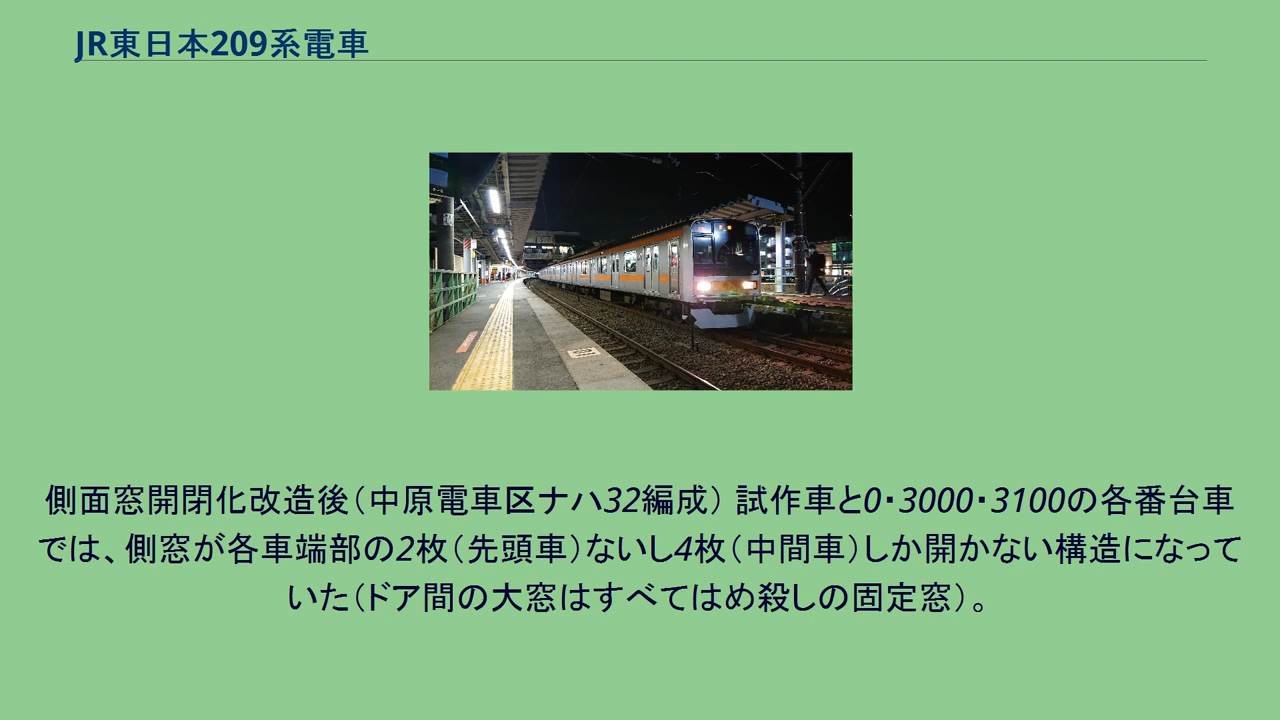 JR東日本209系電車
側面窓開閉化改造後（中原電車区ナハ32編成） 試作車と0・3000・3100の各番台車
では、側窓が各車端部の2枚（先頭車）ないし4枚（中間車）しか開かない構造になって
いた（ドア間の大窓はすべてはめ殺しの固定窓）。